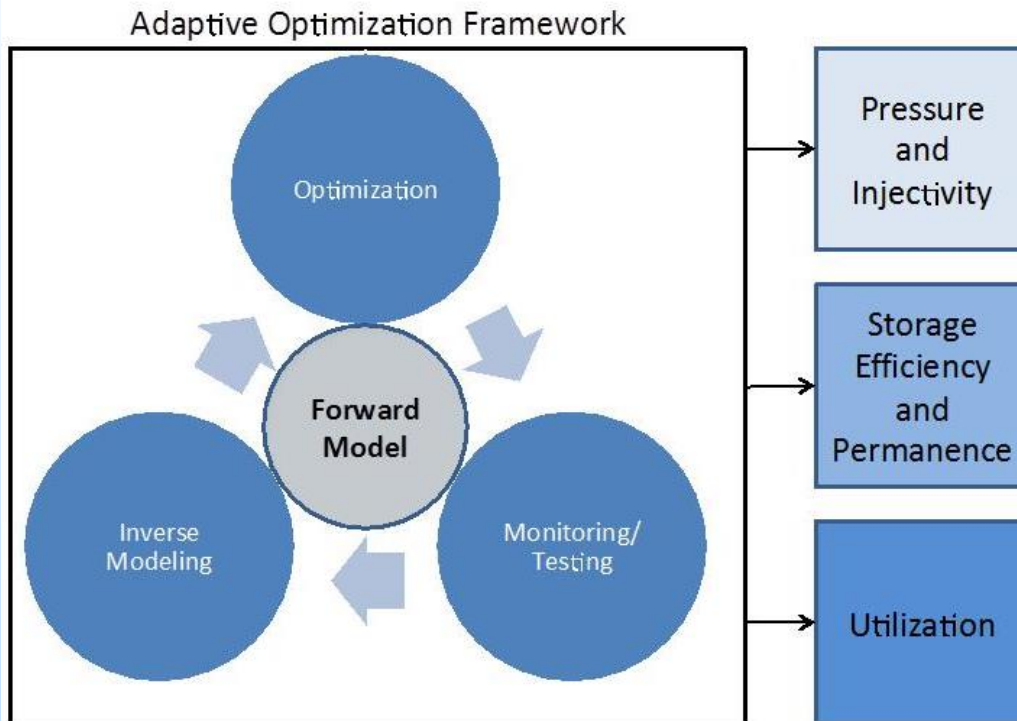 Adaptive Optimization Framework
Optimization
Forward
Model
Inverse
Modeling
Monitoring/
Testing
Pressure
and
Injectivity
Storage
Efficiency
and
Permanence
Utilization